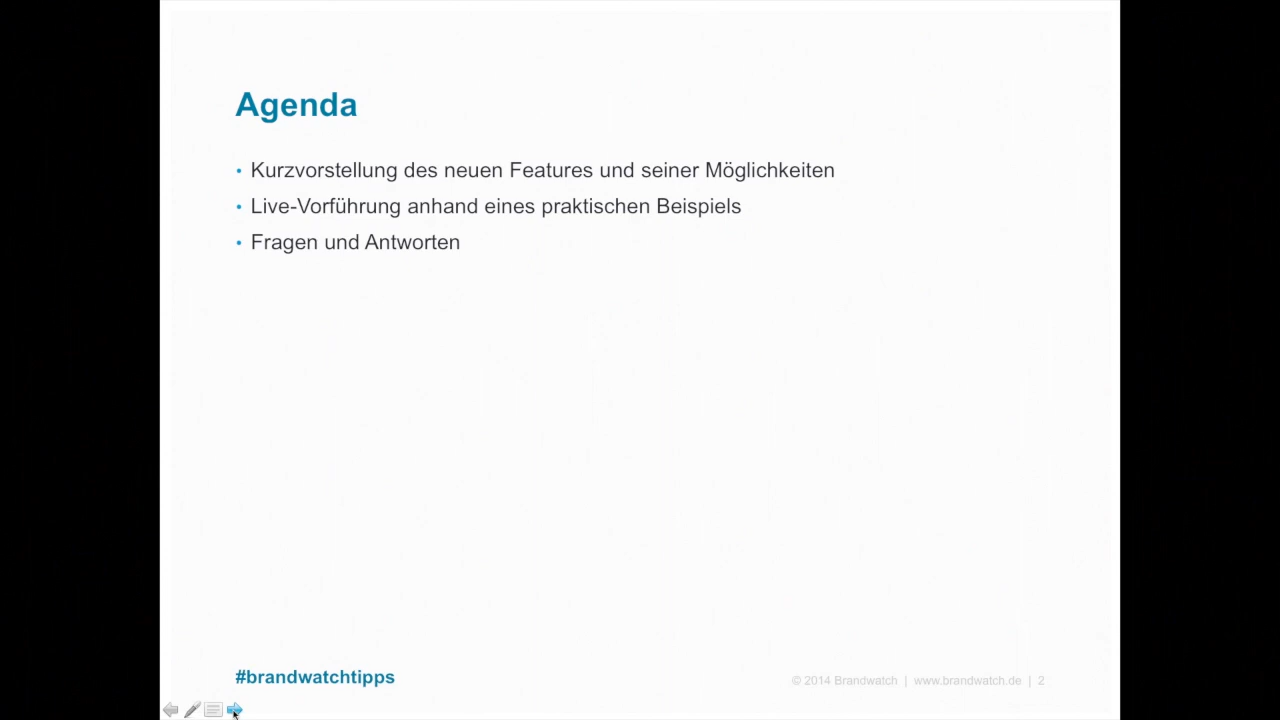 Agenda
• Kurzvorstellung des neuen Features und seiner Möglichkeiten
• Live-Vorführung anhand eines praktischen Beispiels
• Fragen und Antworten
#brandwatchtipps
© 2014 Brandwatch | www.brandwatch.de | 2